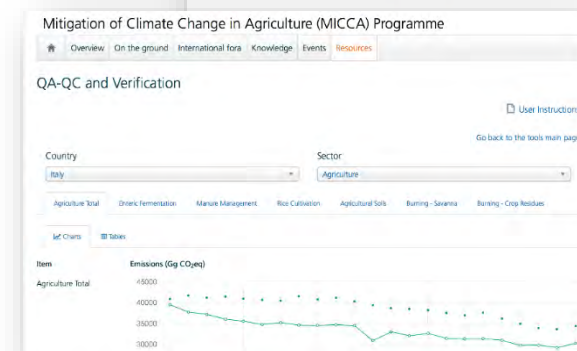 Mitigation of Climate Change in Agriculture (MICCA) Programme
Overview On the ground International fora Knowledge Events Resources
QA-QC and Verification
User Instructions
Go back to the tools main page
Country Sector
Italy Agriculture
Agriculture Total Enteric Fermentation Manure Management Rice Cultivation Agricultural Soils Burning - Savanna Burning - Crop Residues
Charts Tables
Item Emissions (Gg CO₂eq)
Agriculture Total
45000
40000
35000
30000